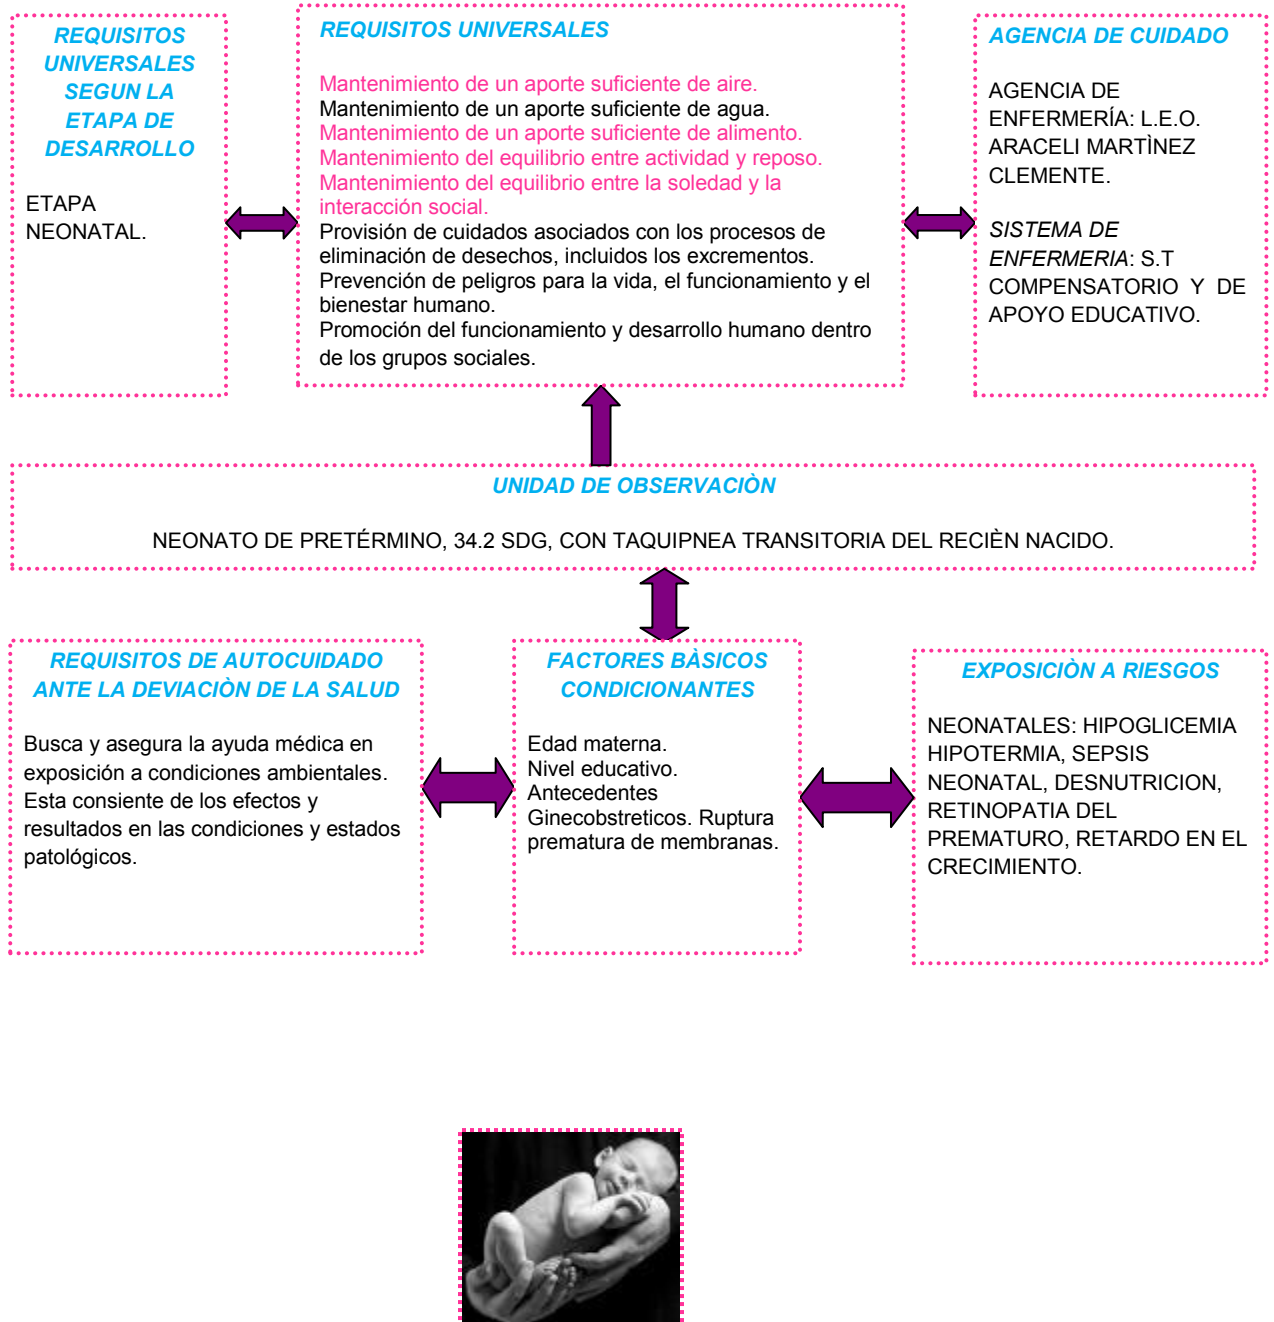 REQUISITOS
UNIVERSALES
SEGUN LA
ETAPA DE
DESARROLLO
ETAPA
NEONATAL.
REQUISITOS UNIVERSALES
Mantenimiento de un aporte suficiente de aire.
Mantenimiento de un aporte suficiente de agua.
Mantenimiento de un aporte suficiente de alimento.
Mantenimiento del equilibrio entre actividad y reposo.
Mantenimiento del equilibrio entre la soledad y la
interacción social.
Provisión de cuidados asociados con los procesos de
eliminación de desechos, incluidos los excrementos.
Prevención de peligros para la vida, el funcionamiento y el
bienestar humano.
Promoción del funcionamiento y desarrollo humano dentro
de los grupos sociales.
AGENCIA DE CUIDADO
AGENCIA DE
ENFERMERÍA: L.E.O.
ARACELI MARTÌNEZ
CLEMENTE.
SISTEMA DE
ENFERMERIA: S.T
COMPENSATORIO Y DE
APOYO EDUCATIVO.
UNIDAD DE OBSERVACIÒN
NEONATO DE PRETÉRMINO, 34.2 SDG, CON TAQUIPNEA TRANSITORIA DEL RECIÈN NACIDO.
REQUISITOS DE AUTOCUIDADO
ANTE LA DEVIACIÒN DE LA SALUD
Busca y asegura la ayuda médica en
exposición a condiciones ambientales.
Esta consiente de los efectos y
resultados en las condiciones y estados
patológicos.
FACTORES BÀSICOS
CONDICIONANTES
Edad materna.
Nivel educativo.
Antecedentes
Ginecobstreticos. Ruptura
prematura de membranas.
EXPOSICIÒN A RIESGOS
NEONATALES: HIPOGLICEMIA
HIPOTERMIA, SEPSIS
NEONATAL, DESNUTRICION,
RETINOPATIA DEL
PREMATURO, RETARDO EN EL
CRECIMIENTO.